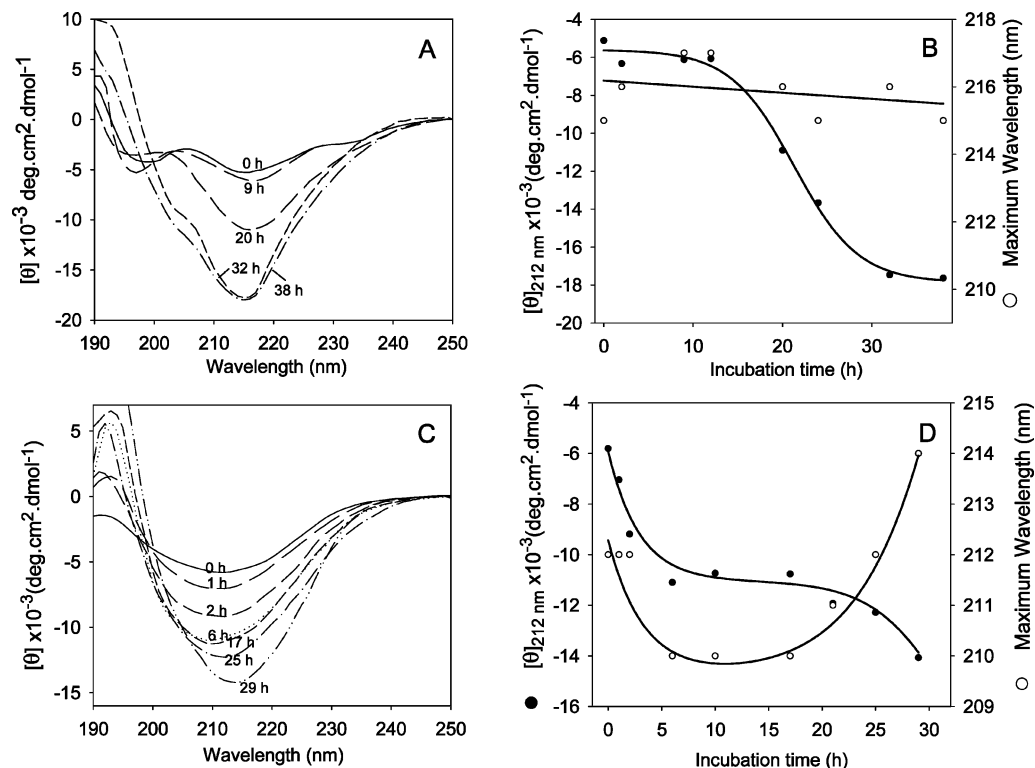 A
[θ] x10-3 deg.cm2.dmol-1
10
5
0
-5
-10
-15
-20
0 h
9 h
20 h
32 h
38 h
190 200 210 220 230 240 250
Wavelength (nm)
B
[θ]212 nm x10-3(deg.cm2.dmol-1)
-4
-6
-8
-10
-12
-14
-16
-18
-20
218
216
214
212
210
Maximum Wavelength (nm)
0 10 20 30
Incubation time (h)
C
[θ] x10-3(deg.cm2.dmol-1)
5
0
-5
-10
-15
0 h
1 h
2 h
6 h
17 h
25 h
29 h
190 200 210 220 230 240 250
Wavelength (nm)
D
[θ]212 nm x10-3(deg.cm2.dmol-1)
-4
-6
-8
-10
-12
-14
-16
215
214
213
212
211
210
209
Maximum Wavelength (nm)
0 5 10 15 20 25 30
Incubation time (h)